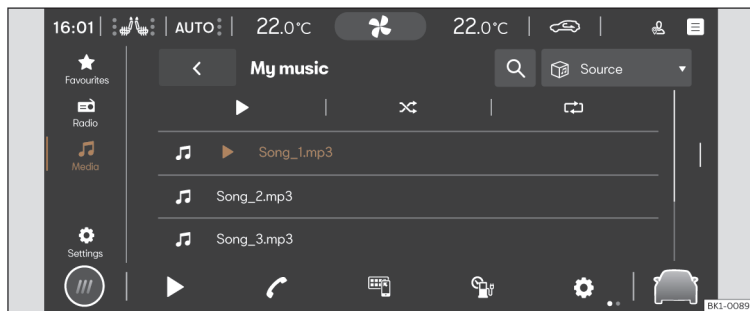 16:01 AUTO 22.0°C 22.0°C
Favourites
My music
Source
Radio
Media
Song_1.mp3
Song_2.mp3
Song_3.mp3
Settings
BK1-0089